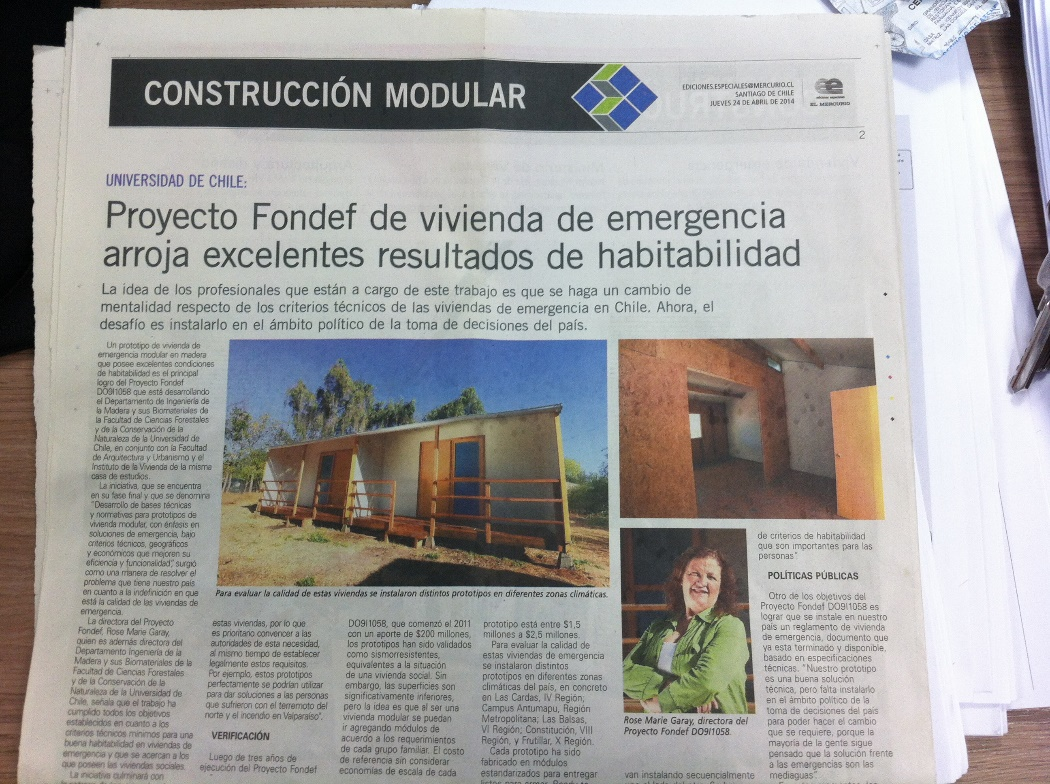 CONSTRUCCIÓN MODULAR
EDICIONES.ESPECIALES@MERCURIO.CL
SANTIAGO DE CHILE
JUEVES 24 DE ABRIL DE 2014
EL MERCURIO
2
UNIVERSIDAD DE CHILE:
Proyecto Fondef de vivienda de emergencia
arroja excelentes resultados de habitabilidad
La idea de los profesionales que están a cargo de este trabajo es que se haga un cambio de
mentalidad respecto de los criterios técnicos de las viviendas de emergencia en Chile. Ahora, el
desafío es instalarlo en el ámbito político de la toma de decisiones del país.
Un prototipo de vivienda de
emergencia modular en madera
que posee excelentes condiciones
de habitabilidad es el principal
logro del Proyecto Fondef
DO9I1058 que está desarrollando
el Departamento de Ingeniería de
la Madera y sus Biomateriales de
la Facultad de Ciencias Forestales
y de la Conservación de la
Naturaleza de la Universidad de
Chile, en conjunto con la Facultad
de Arquitectura y Urbanismo y el
Instituto de la Vivienda de la misma
casa de estudios.
La iniciativa, que se encuentra
en su fase final y que se denomina
"Desarrollo de bases técnicas
y normativas para prototipos de
vivienda modular, con énfasis en
soluciones de emergencia, bajo
criterios técnicos, geográficos
y económicos que mejoren su
eficiencia y funcionalidad", surgió
como una manera de resolver el
problema que tiene nuestro país
en cuanto a la indefinición en que
está la calidad de las viviendas de
emergencia.
La directora del Proyecto
Fondef, Rose Marie Garay,
quien es además directora del
Departamento Ingeniería de la
Madera y sus Biomateriales de la
Facultad de Ciencias Forestales
y de la Conservación de la
Naturaleza de la Universidad de
Chile, señala que el trabajo ha
cumplido todos los objetivos
establecidos en cuanto a los
criterios técnicos mínimos para una
buena habitabilidad en viviendas de
emergencia y que se acercan a los
que poseen las viviendas sociales.
La iniciativa culminará con
Para evaluar la calidad de estas viviendas se instalaron distintos prototipos en diferentes zonas climáticas.
estas viviendas, por lo que
es prioritario convencer a las
autoridades de esta necesidad,
al mismo tiempo de establecer
legalmente estos requisitos.
Por ejemplo, estos prototipos
perfectamente se podrían utilizar
para dar soluciones a las personas
que sufrieron con el terremoto del
norte y el incendio en Valparaíso".
VERIFICACIÓN
Luego de tres años de
ejecución del Proyecto Fondef
DO9I1058, que comenzó el 2011
con un aporte de $200 millones,
los prototipos han sido validados
como sismorresistentes,
equivalentes a la situación
de una vivienda social. Sin
embargo, las superficies son
significativamente inferiores,
pero la idea es que al ser una
vivienda modular se puedan
ir agregando módulos de
acuerdo a los requerimientos
de cada grupo familiar. El costo
de referencia sin considerar
economías de escala de cada
prototipo está entre $1,5
millones a $2,5 millones.
Para evaluar la calidad de
estas viviendas de emergencia
se instalaron distintos
prototipos en diferentes zonas
climáticas del país, en concreto
en Las Cardas, IV Región;
Campus Antumapu, Región
Metropolitana; Las Balsas,
VI Región; Constitución, VIII
Región, y Frutillar, X Región.
Cada prototipo ha sido
fabricado en módulos
estandarizados para entregar
Rose Marie Garay, directora del
Proyecto Fondef DO9I1058.
van instalando secuencialmente
de criterios de habitabilidad
que son importantes para las
personas"
POLÍTICAS PÚBLICAS
Otro de los objetivos del
Proyecto Fondef DO9I1058 es
lograr que se instale en nuestro
país un reglamento de vivienda
de emergencia, documento que
ya esta terminado y disponible,
basado en especificaciones
técnicas. "Nuestro prototipo
es una buena solución
técnica, pero falta instalarlo
en el ámbito político de la
toma de decisiones del país
para poder hacer el cambio
que se requiere, porque la
mayoría de la gente sigue
pensado que la solución frente
a las emergencias son las
mediaguas".